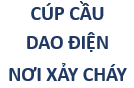 CÚP CẦU
DAO ĐIỆN
NƠI XẢY CHÁY